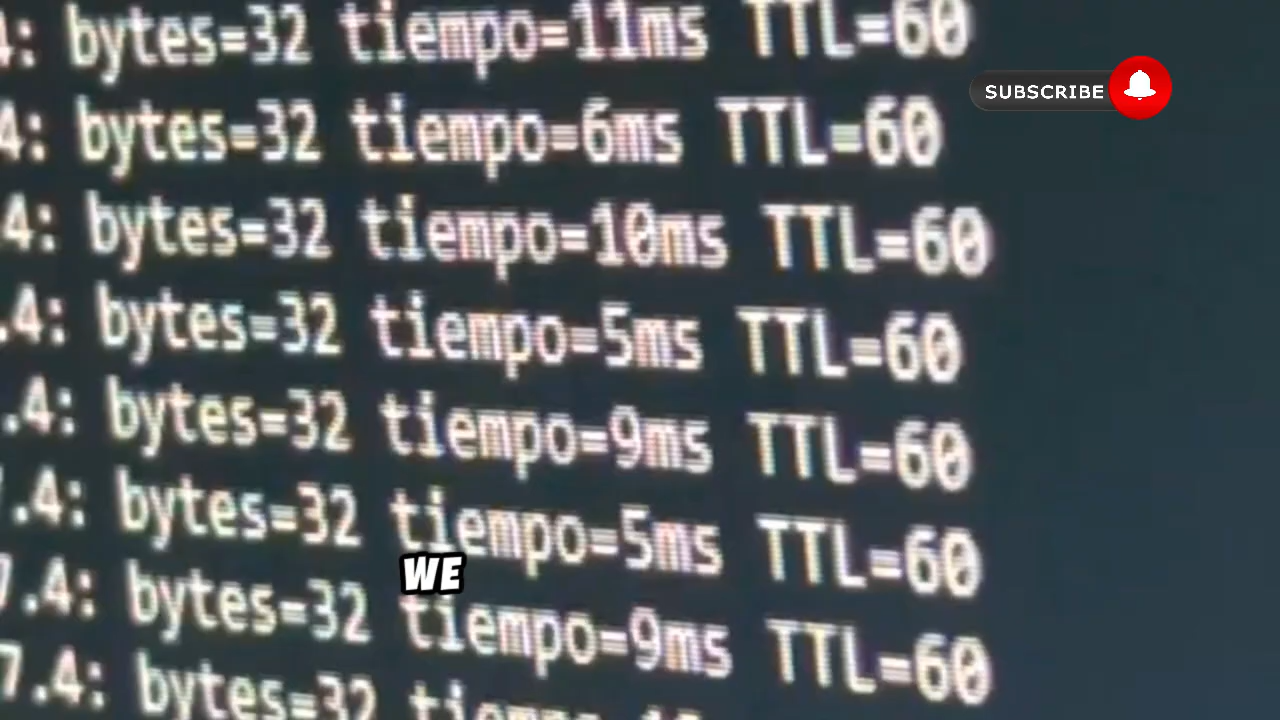 4: bytes=32 tiempo=11ms TTL=60
SUBSCRIBE
4: bytes=32 tiempo=6ms TTL=60
4: bytes=32 tiempo=10ms TTL=60
.4: bytes=32 tiempo=5ms TTL=60
.4: bytes=32 tiempo=9ms TTL=60
.4: bytes=32 tiempo=5ms TTL=60
WE
7.4: bytes=32 tiempo=9ms TTL=60
7.4: bytes=32